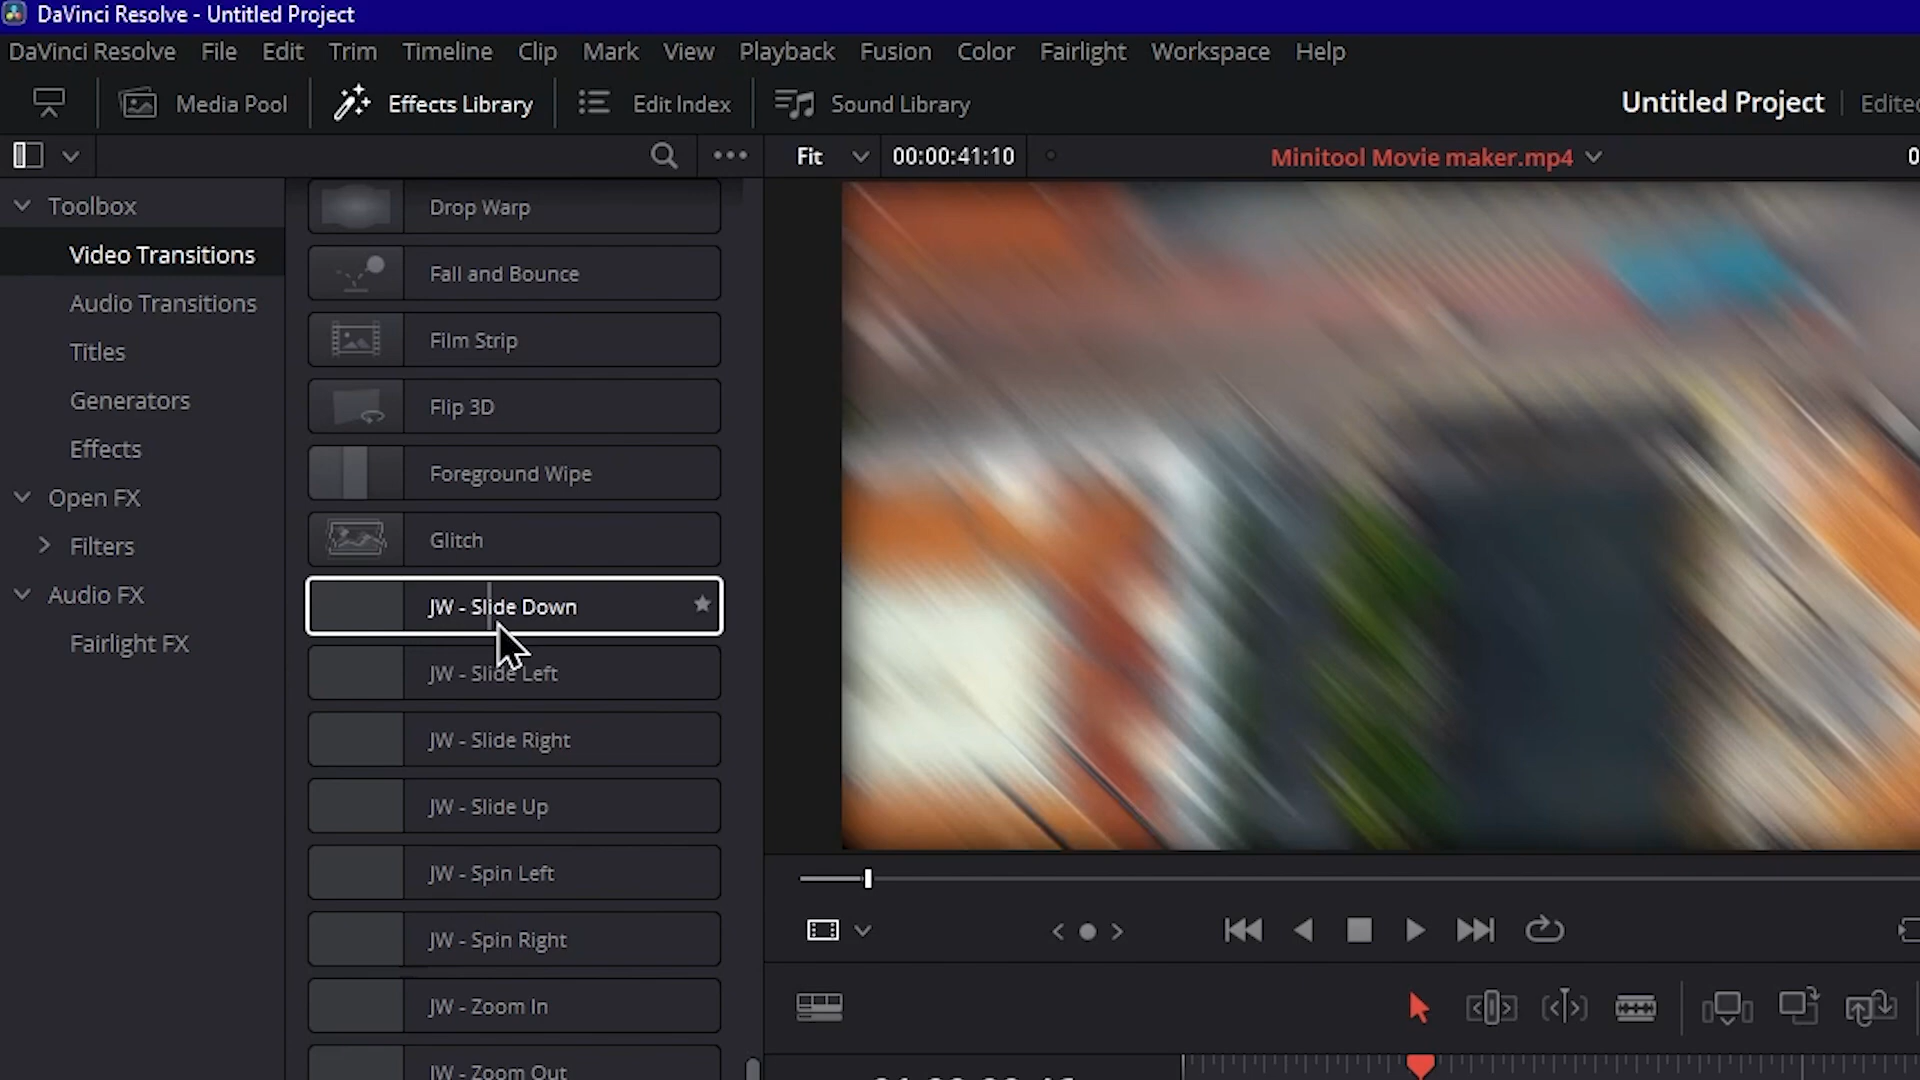 DaVinci Resolve - Untitled Project
DaVinci Resolve File Edit Trim Timeline Clip Mark View Playback Fusion Color Fairlight Workspace Help
Media Pool Effects Library Edit Index Sound Library Untitled Project
Fit 00:00:41:10 Minitool Movie maker.mp4 0
Toolbox
Video Transitions
Audio Transitions
Titles
Generators
Effects
Open FX
Filters
Audio FX
Fairlight FX
Drop Warp
Fall and Bounce
Film Strip
Flip 3D
Foreground Wipe
Glitch
JW - Slide Down
JW - Slide Left
JW - Slide Right
JW - Slide Up
JW - Spin Left
JW - Spin Right
JW - Zoom In
JW - Zoom Out